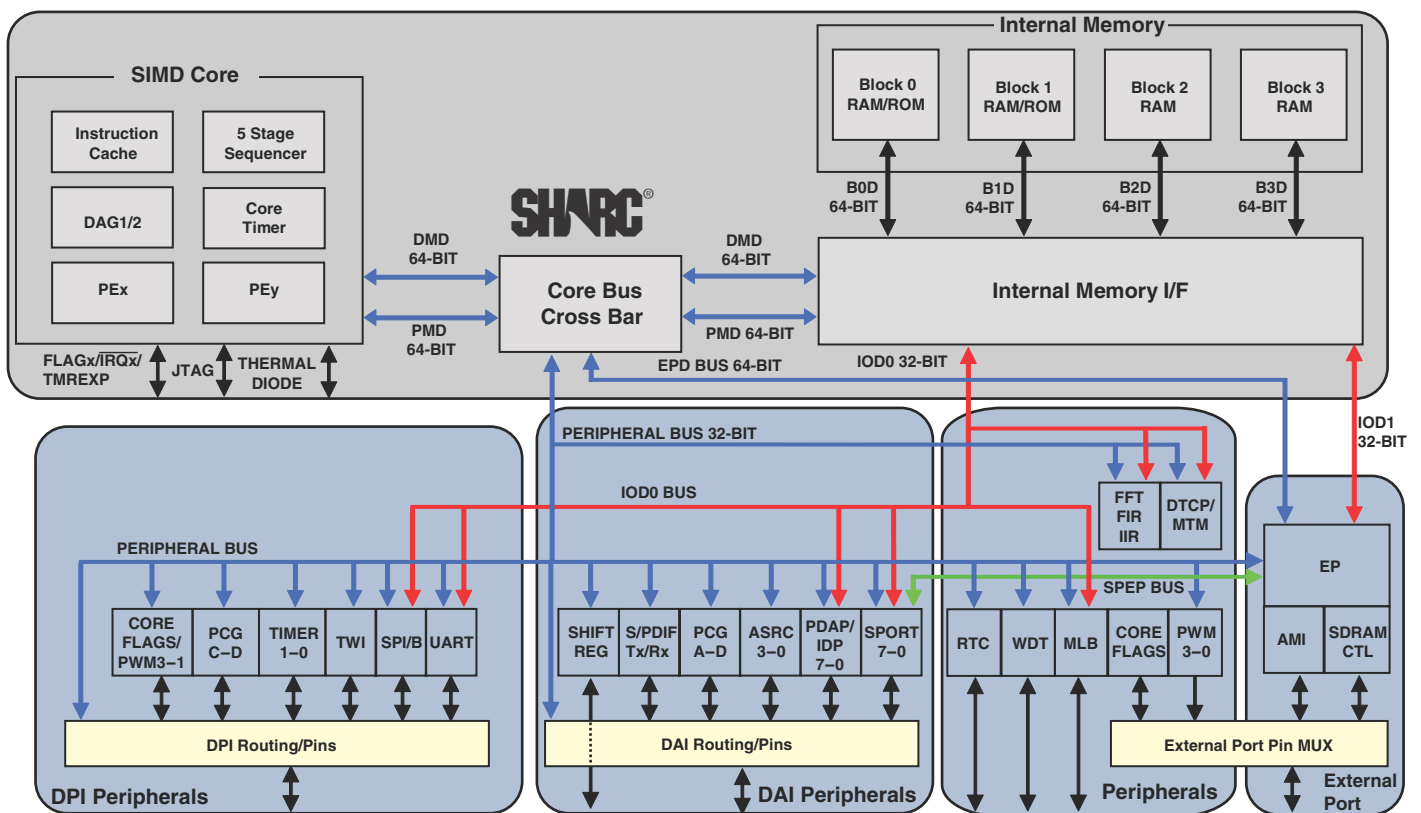 Internal Memory
SIMD Core
Block 0
RAM/ROM
Block 1
RAM/ROM
Block 2
RAM
Block 3
RAM
Instruction
Cache
5 Stage
Sequencer
DAG1/2
Core
Timer
PEx
PEy
B0D
64-BIT
B1D
64-BIT
B2D
64-BIT
B3D
64-BIT
SHARC®
DMD
64-BIT
DMD
64-BIT
Core Bus
Cross Bar
Internal Memory I/F
PMD
64-BIT
PMD 64-BIT
FLAGx/IRQx/
TMREXP
JTAG
THERMAL
DIODE
EPD BUS 64-BIT
IOD0 32-BIT
IOD1
32-BIT
PERIPHERAL BUS 32-BIT
IOD0 BUS
FFT
FIR
IIR
DTCP/
MTM
PERIPHERAL BUS
EP
SPEP BUS
CORE
FLAGS/
PWM3–1
PCG
C–D
TIMER
1–0
TWI
SPI/B
UART
SHIFT
REG
S/PDIF
Tx/Rx
PCG
A–D
ASRC
3–0
PDAP/
IDP
7–0
SPORT
7–0
RTC
WDT
MLB
CORE
FLAGS
PWM
3–0
AMI
SDRAM
CTL
DPI Routing/Pins
DAI Routing/Pins
External Port Pin MUX
DPI Peripherals
DAI Peripherals
Peripherals
External
Port